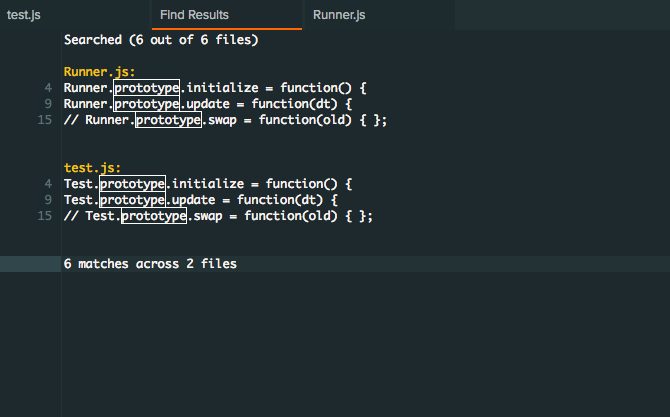 test.js
Find Results
Runner.js
Searched (6 out of 6 files)
Runner.js:
4 Runner.prototype.initialize = function() {
9 Runner.prototype.update = function(dt) {
15 // Runner.prototype.swap = function(old) { };
test.js:
4 Test.prototype.initialize = function() {
9 Test.prototype.update = function(dt) {
15 // Test.prototype.swap = function(old) { };
6 matches across 2 files